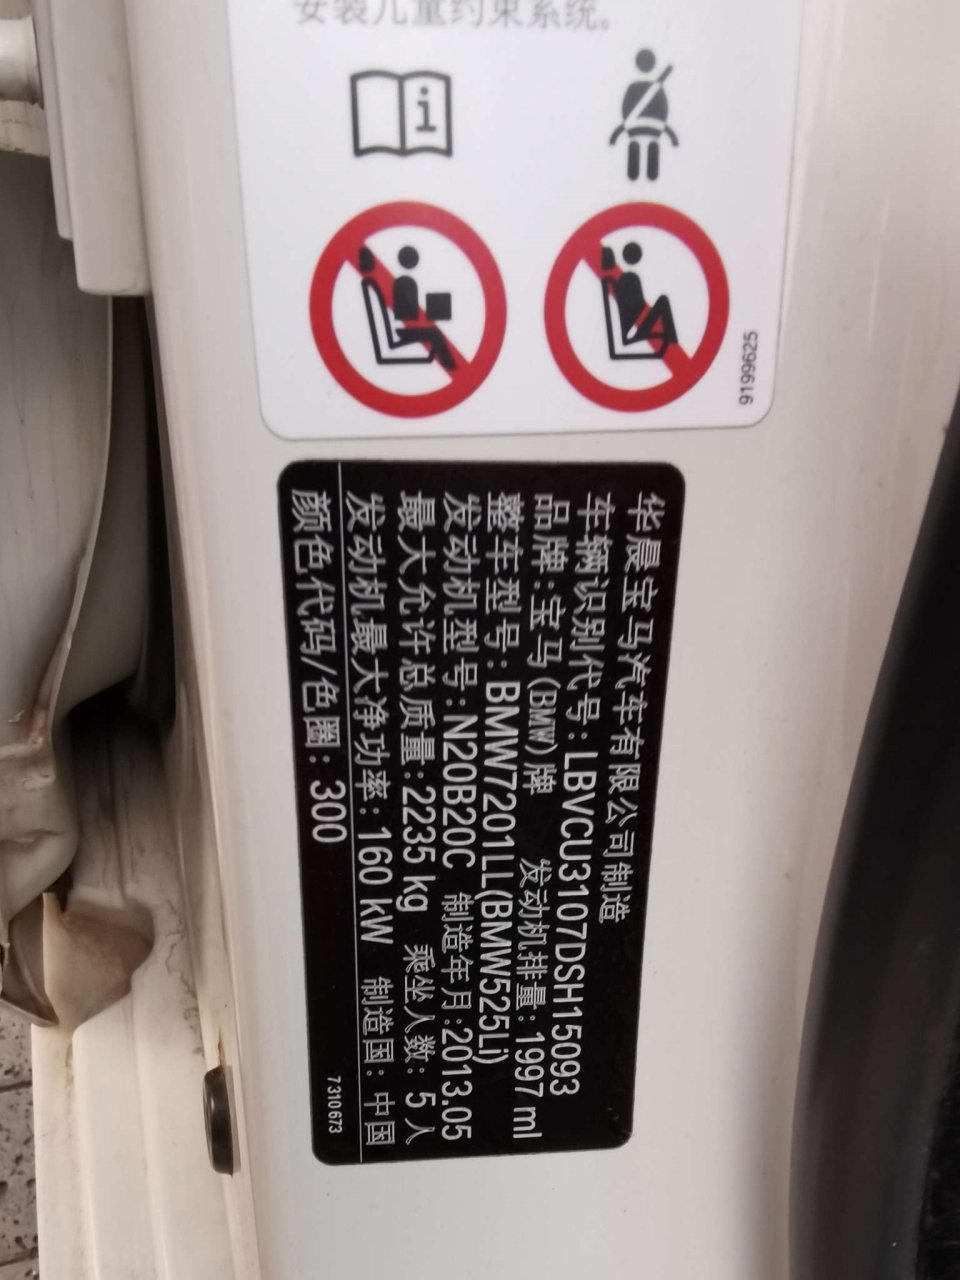 安装儿童约束系统。
9199625
华晨宝马汽车有限公司制造
车辆识别代号: LBVCU3107DSH15093
品牌: 宝马(BMW)牌 发动机排量: 1997 ml
整车型号: BMW7201LL(BMW525Li)
发动机型号: N20B20C 制造年月: 2013.05
最大允许总质量: 2235 kg 乘坐人数: 5 人
发动机最大净功率: 160 kW 制造国: 中国
颜色代码/色圈: 300
7310673